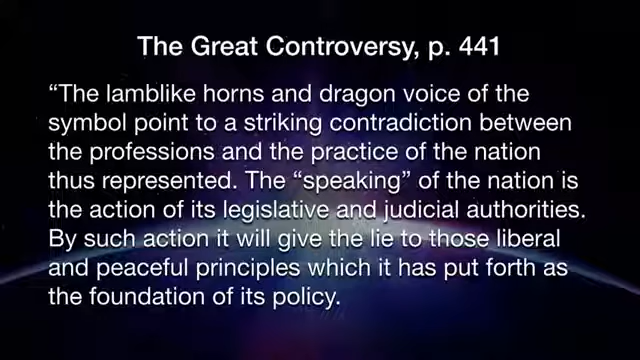 The Great Controversy, p. 441
“The lamblike horns and dragon voice of the
symbol point to a striking contradiction between
the professions and the practice of the nation
thus represented. The “speaking” of the nation is
the action of its legislative and judicial authorities.
By such action it will give the lie to those liberal
and peaceful principles which it has put forth as
the foundation of its policy.